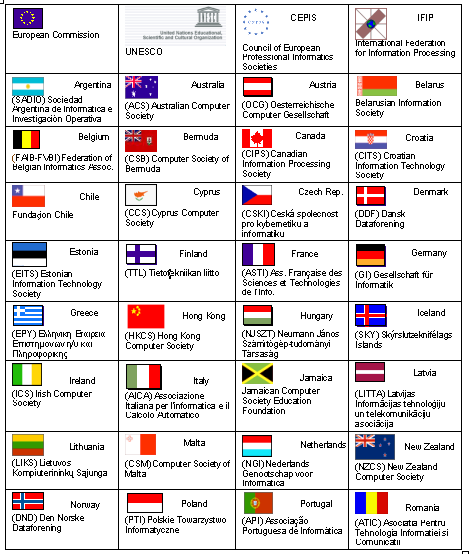 European Commission
United Nations Educational,
Scientific and Cultural Organization
UNESCO
CEPIS
Council of European
Professional Informatics
Societies
IFIP
International Federation
for Information Processing
Argentina
(SADIO) Sociedad
Argentina de Informatica e
Investigación Operativa
Australia
(ACS) Australian Computer
Society
Austria
(OCG) Oesterreichische
Computer Gesellschaft
Belarus
Belarusian Information
Society
Belgium
(FAIB-FVBI) Federation of
Belgian Informatics Assoc.
Bermuda
(CSB) Computer Society of
Bermuda
Canada
(CIPS) Canadian
Information Processing
Society
Croatia
(CITS) Croatian
Information Technology
Society
Chile
Fundacion Chile
Cyprus
(CCS) Cyprus Computer
Society
Czech Rep.
(CSKI) Ceská spolecnost
pro kybernetiku a
informatiku
Denmark
(DDF) Dansk
Dataforening
Estonia
(EITS) Estonian
Information Technology
Society
Finland
(TTL) Tietotekniikan liitto
France
(ASTI) Ass. Française des
Sciences et Technologies
de l'Info.
Germany
(GI) Gesellschaft für
Informatik
Greece
(EPY) Ελληνικη Εταιρεια
Επιστημονων η/υ και
Πληροφορικης
Hong Kong
(HKCS) Hong Kong
Computer Society
Hungary
(NJSZT) Neumann János
Számítógép-tudományi
Társaság
Iceland
(SKY) Skýrslutæknifélags
Íslands
Ireland
(ICS) Irish Computer
Society
Italy
(AICA) Associazione
Italiana per l'informatica e il
Calcolo Automatico
Jamaica
Jamaican Computer
Society Education
Foundation
Latvia
(LITTA) Latvijas
Informācijas tehnoloģiju
un telekomunikāciju
asociācija
Lithuania
(LIKS) Lietuvos
Kompiuterininkų Sąjunga
Malta
(CSM) Computer Society of
Malta
Netherlands
(NGI) Nederlands
Genootschap voor
Informatica
New Zealand
(NZCS) New Zealand
Computer Society
Norway
(DND) Den Norske
Dataforening
Poland
(PTI) Polskie Towarzystwo
Informatyczne
Portugal
(API) Associação
Portuguesa de Informática
Romania
(ATIC) Asociatia Pentru
Tehnologia Informatiei si
Comunicatii